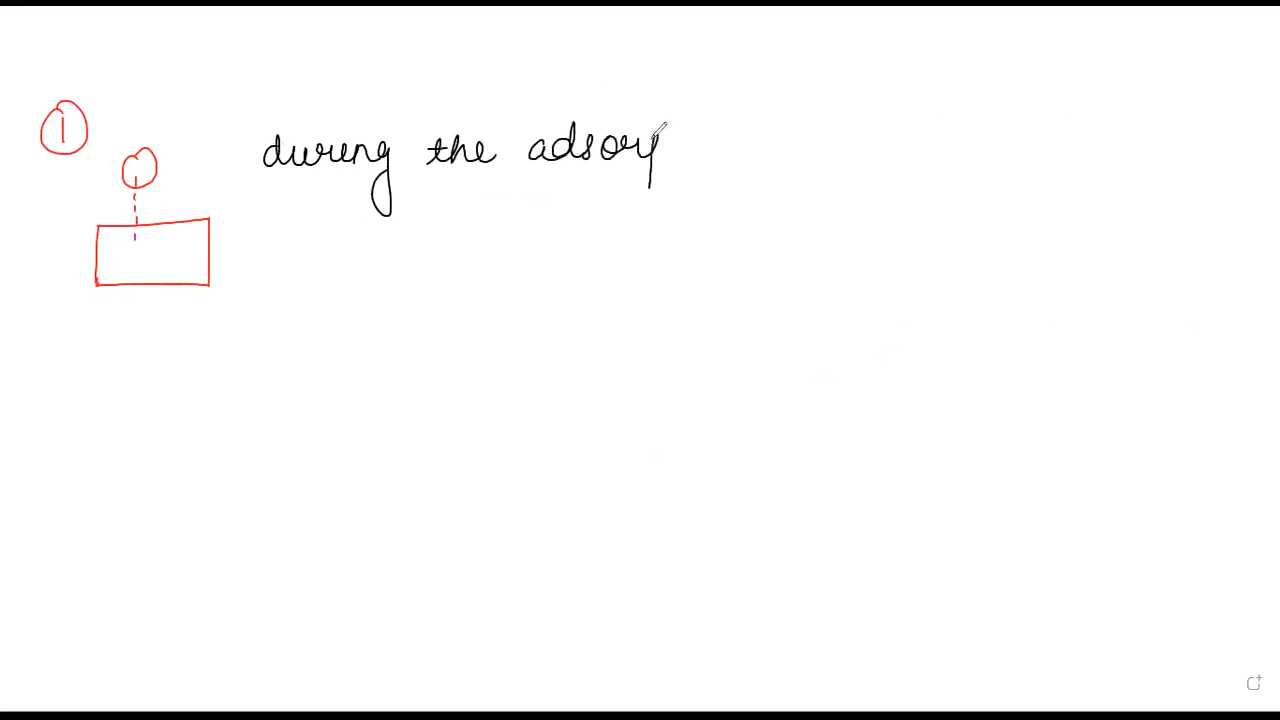 ①
during the adsorp